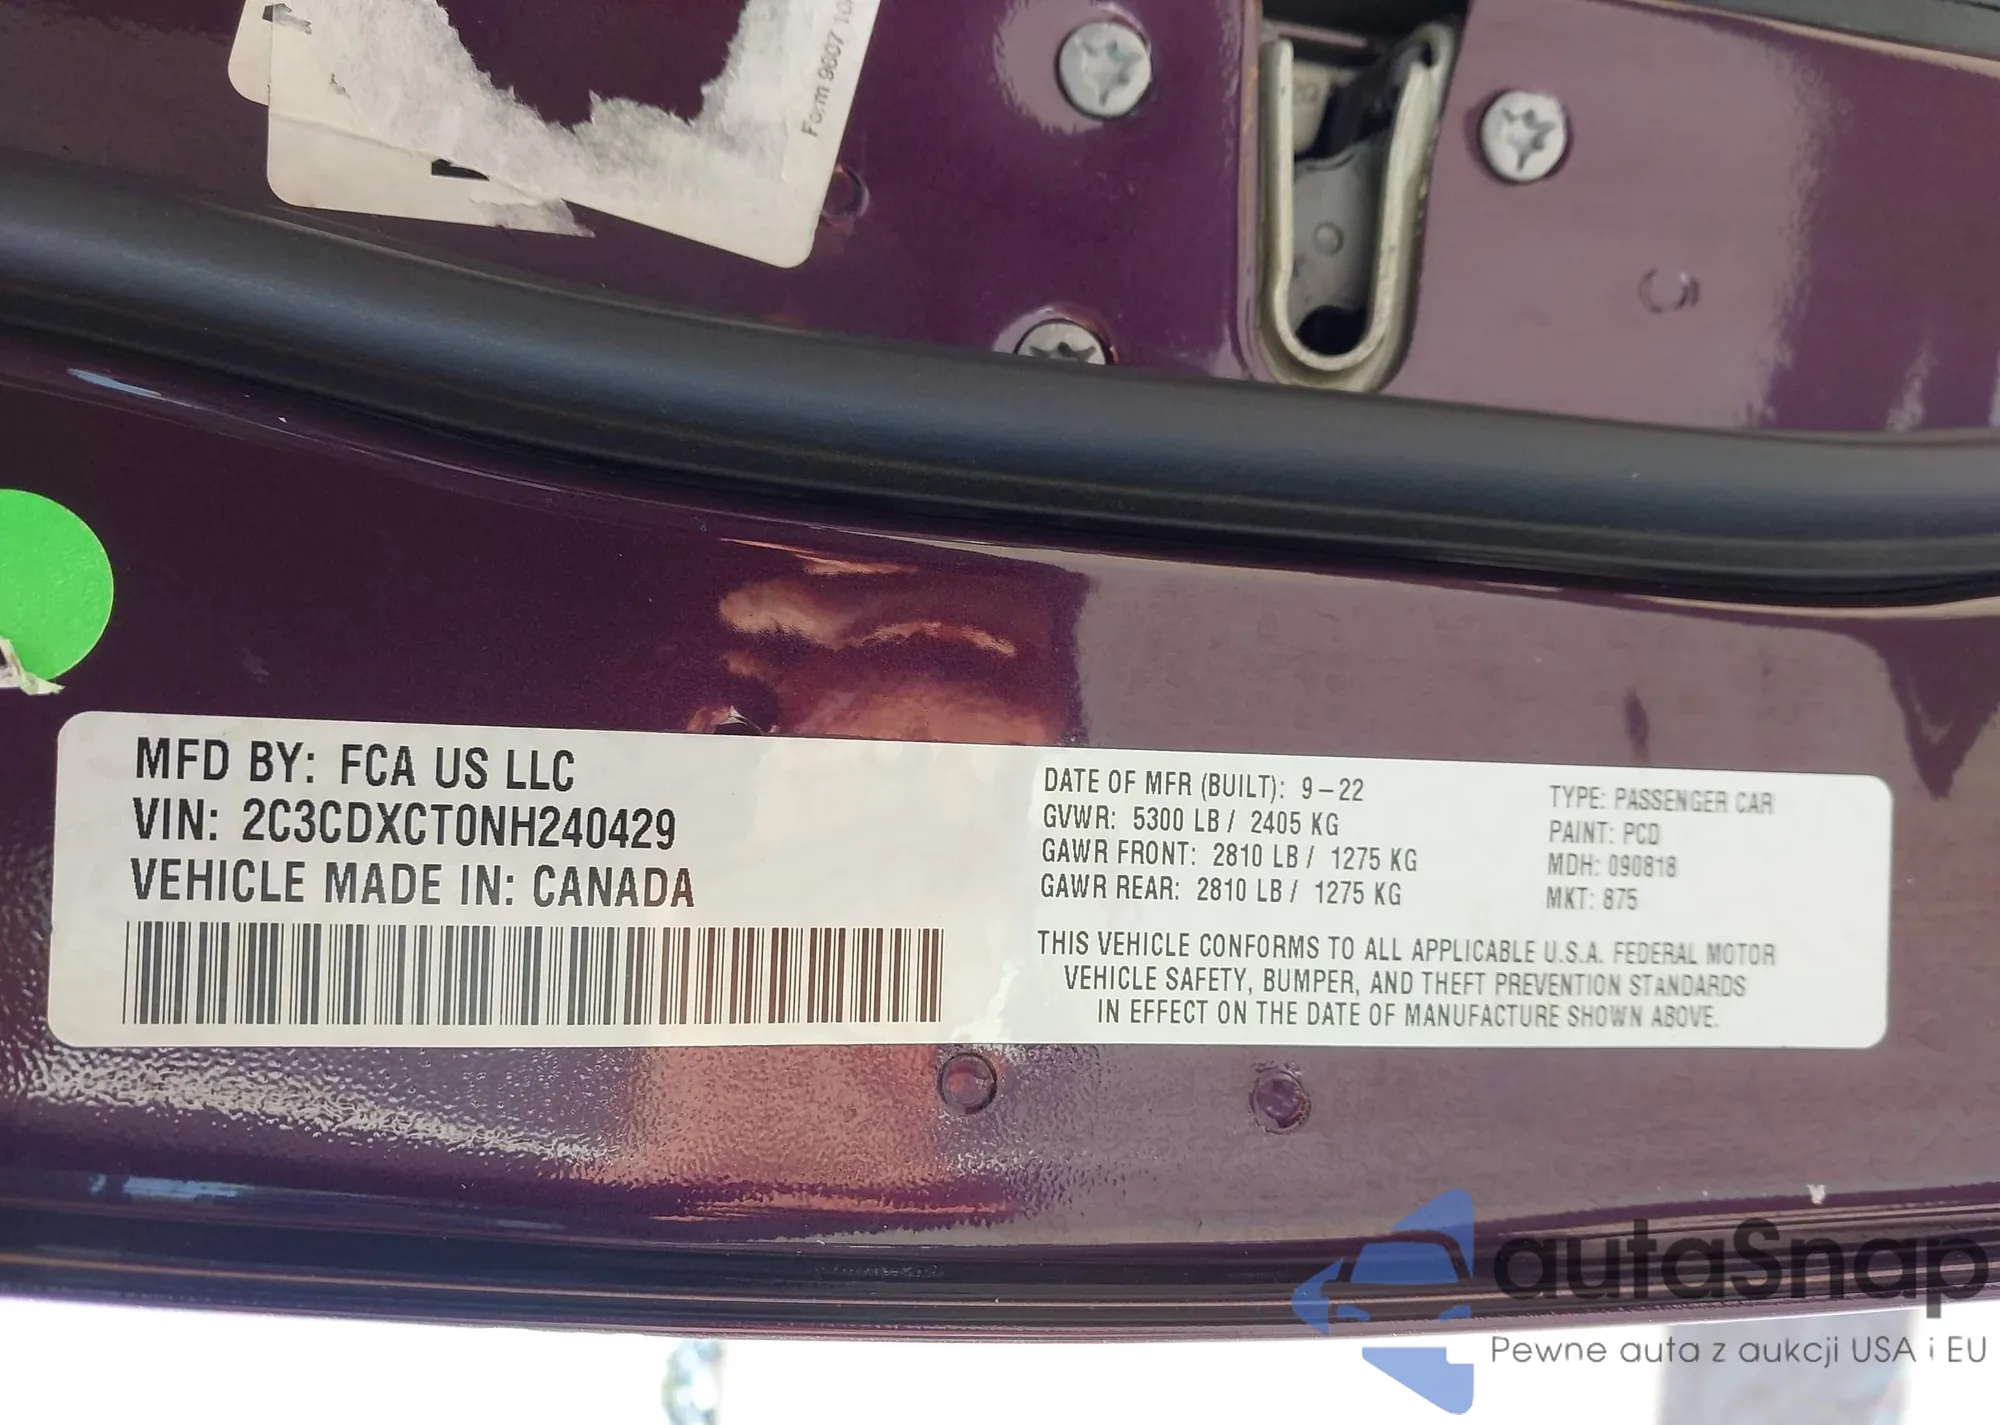 Form 9607 10
MFD BY: FCA US LLC
VIN: 2C3CDXCT0NH240429
VEHICLE MADE IN: CANADA
DATE OF MFR (BUILT): 9-22
GVWR: 5300 LB / 2405 KG
GAWR FRONT: 2810 LB / 1275 KG
GAWR REAR: 2810 LB / 1275 KG
TYPE: PASSENGER CAR
PAINT: PCD
MDH: 090818
MKT: 875
THIS VEHICLE CONFORMS TO ALL APPLICABLE U.S.A. FEDERAL MOTOR
VEHICLE SAFETY, BUMPER, AND THEFT PREVENTION STANDARDS
IN EFFECT ON THE DATE OF MANUFACTURE SHOWN ABOVE.
autaSnap
Pewne auta z aukcji USA i EU